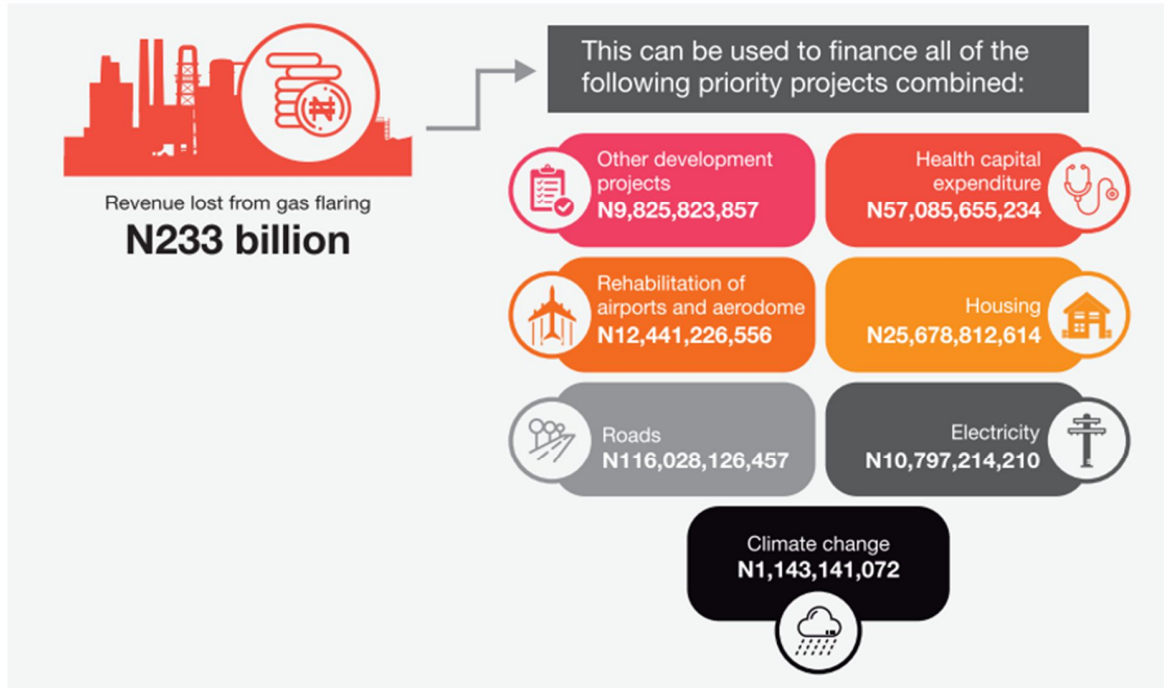 This can be used to finance all of the
following priority projects combined:
₦
Revenue lost from gas flaring
N233 billion
Other development
projects
N9,825,823,857
Health capital
expenditure
N57,085,655,234
Rehabilitation of
airports and aerodome
N12,441,226,556
Housing
N25,678,812,614
Roads
N116,028,126,457
Electricity
N10,797,214,210
Climate change
N1,143,141,072